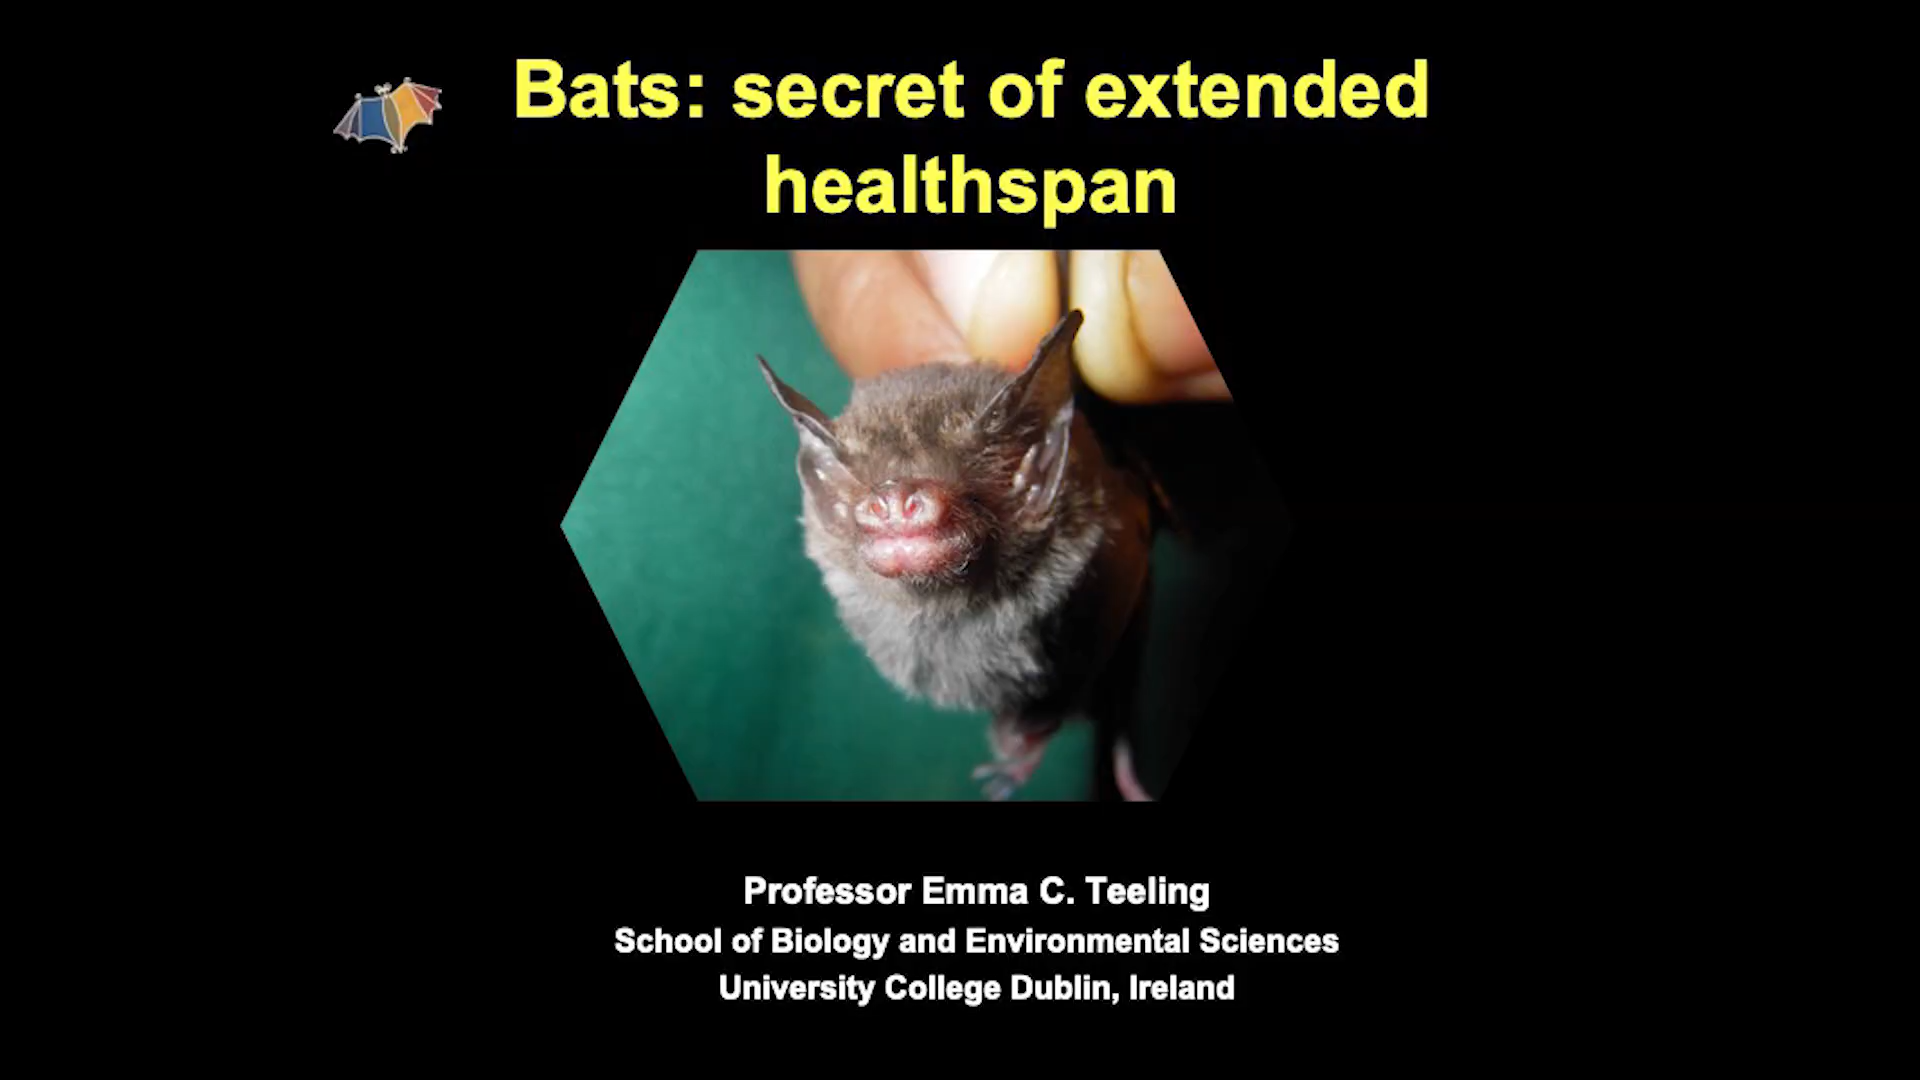 Bats: secret of extended
healthspan
Professor Emma C. Teeling
School of Biology and Environmental Sciences
University College Dublin, Ireland